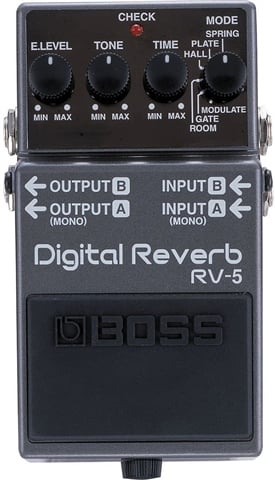 CHECK
MODE
E.LEVEL
TONE
TIME
SPRING
PLATE
HALL
MODULATE
GATE
ROOM
MIN MAX
MIN MAX
MIN MAX
OUTPUT B
INPUT B
OUTPUT A
(MONO)
INPUT A
(MONO)
Digital Reverb
RV-5
BOSS